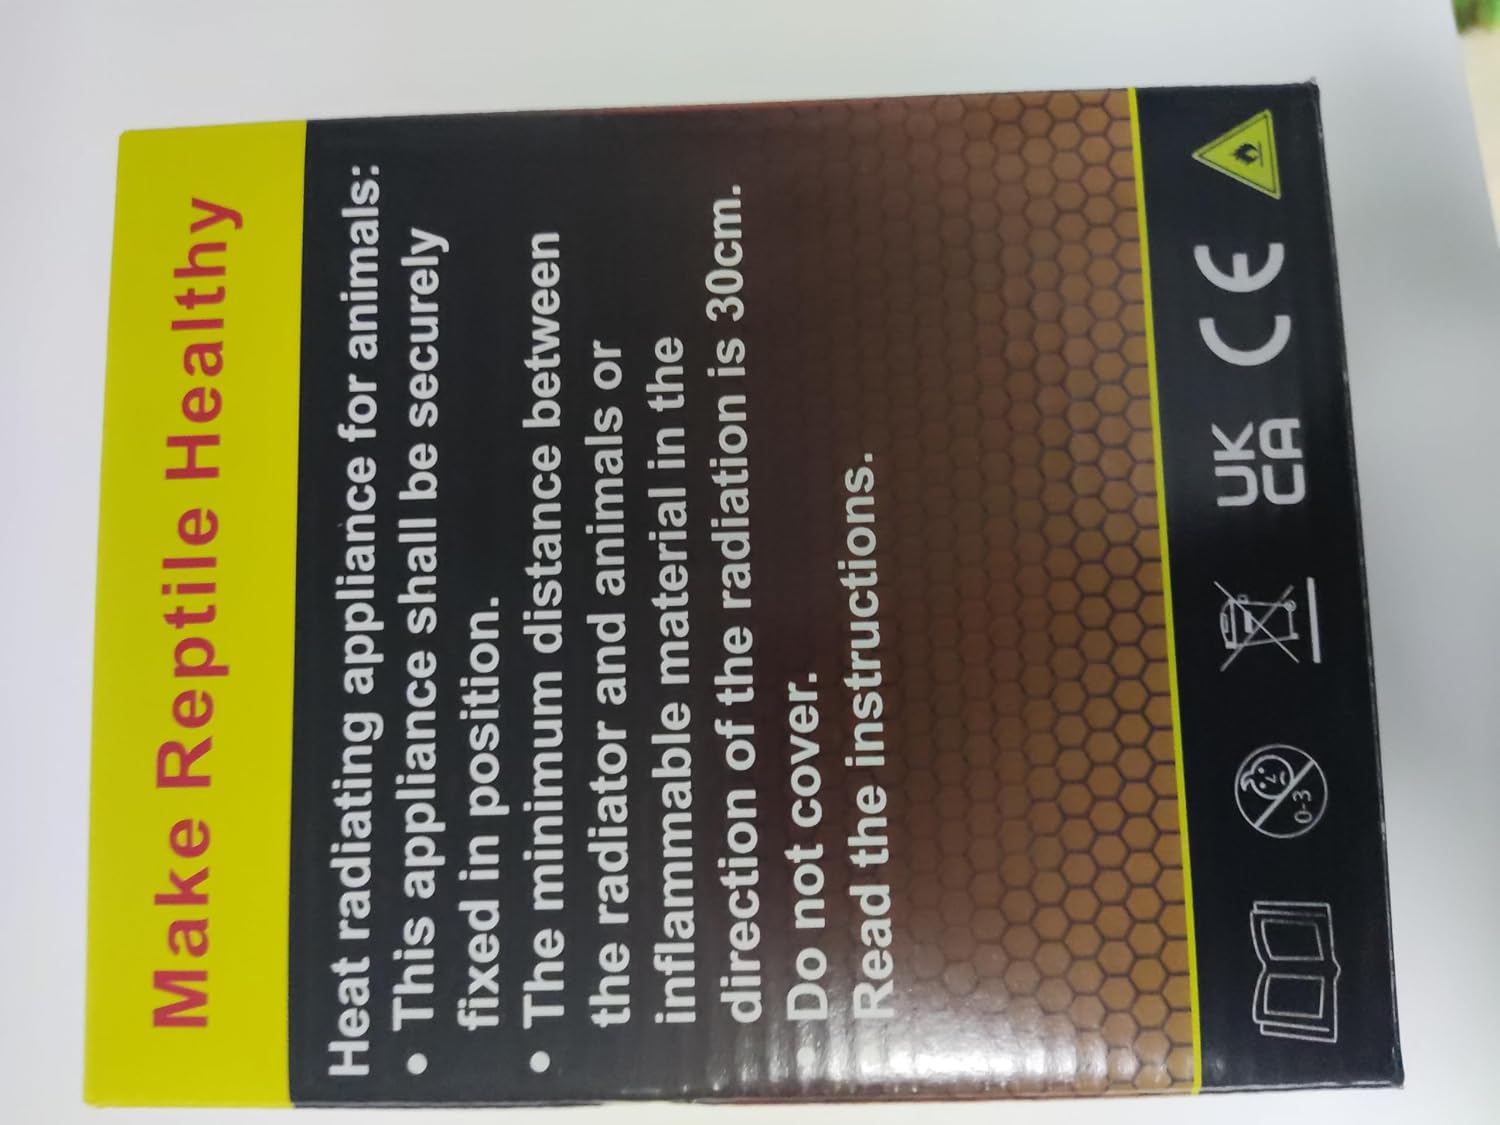 Make Reptile Healthy
Heat radiating appliance for animals:
• This appliance shall be securely
fixed in position.
• The minimum distance between
the radiator and animals or
inflammable material in the
direction of the radiation is 30cm.
• Do not cover.
Read the instructions.
0-3
UK
CA
CE